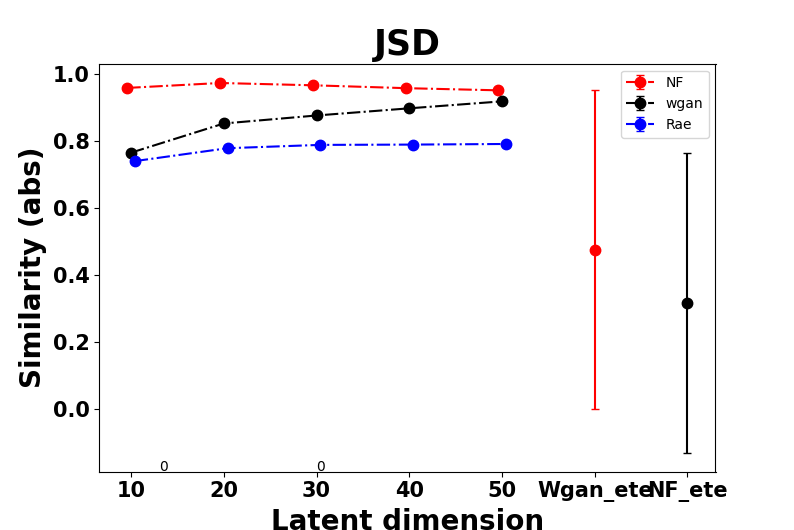 JSD
NF
wgan
Rae
Similarity (abs)
1.0
0.8
0.6
0.4
0.2
0.0
0 0
10 20 30 40 50 Wgan_ete NF_ete
Latent dimension